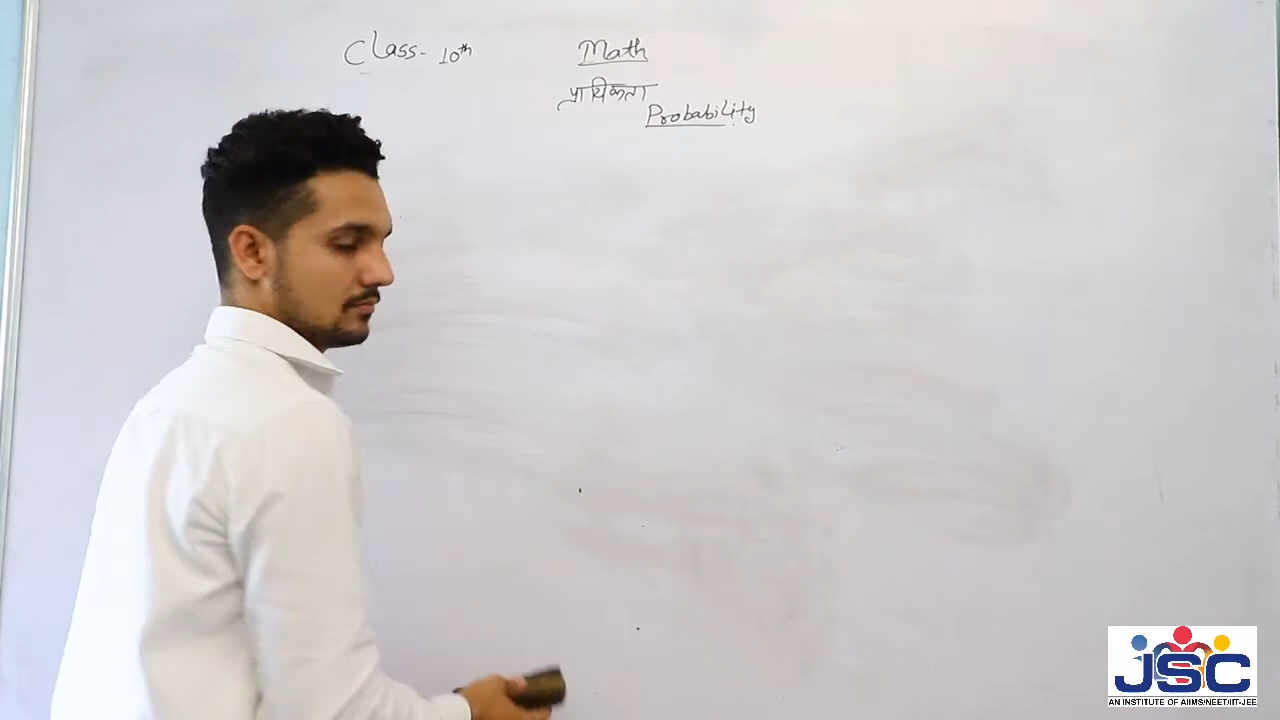 Class- 10th Math
प्रायिकता
Probability
JSC
AN INSTITUTE OF AIIMS/NEET/IIT-JEE